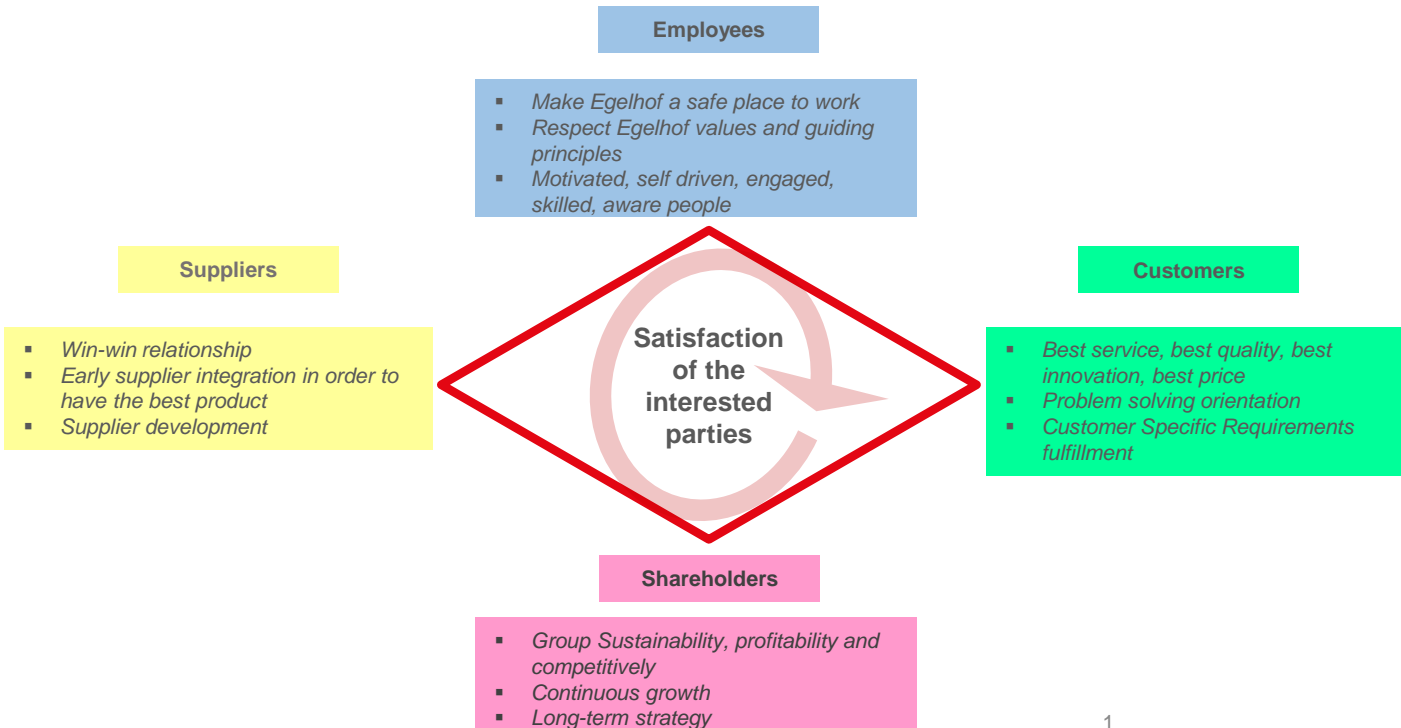 Employees
▪ Make Egelhof a safe place to work
▪ Respect Egelhof values and guiding
principles
▪ Motivated, self driven, engaged,
skilled, aware people
Suppliers
▪ Win-win relationship
▪ Early supplier integration in order to
have the best product
▪ Supplier development
Satisfaction
of the
interested
parties
Customers
▪ Best service, best quality, best
innovation, best price
▪ Problem solving orientation
▪ Customer Specific Requirements
fulfillment
Shareholders
▪ Group Sustainability, profitability and
competitively
▪ Continuous growth
▪ Long-term strategy
1